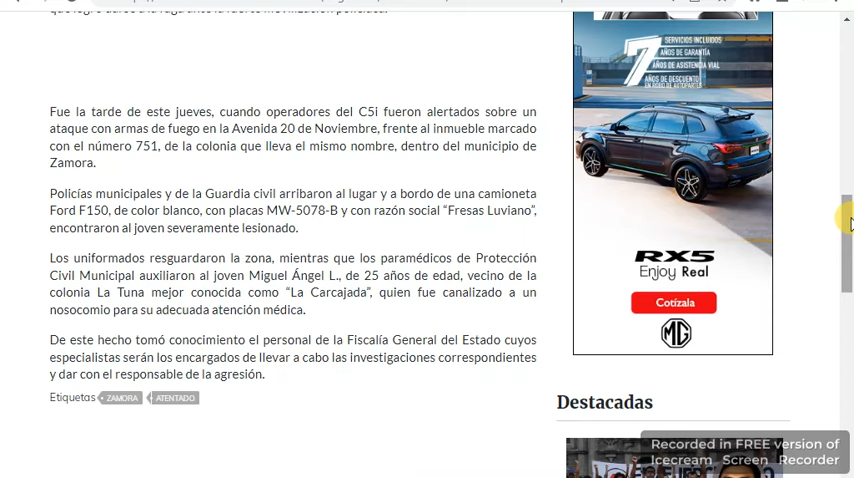 Fue la tarde de este jueves, cuando operadores del C5i fueron alertados sobre un
ataque con armas de fuego en la Avenida 20 de Noviembre, frente al inmueble marcado
con el número 751, de la colonia que lleva el mismo nombre, dentro del municipio de
Zamora.
Policías municipales y de la Guardia civil arribaron al lugar y a bordo de una camioneta
Ford F150, de color blanco, con placas MW-5078-B y con razón social “Fresas Luviano”,
encontraron al joven severamente lesionado.
Los uniformados resguardaron la zona, mientras que los paramédicos de Protección
Civil Municipal auxiliaron al joven Miguel Ángel L., de 25 años de edad, vecino de la
colonia La Tuna mejor conocida como “La Carcajada”, quien fue canalizado a un
nosocomio para su adecuada atención médica.
De este hecho tomó conocimiento el personal de la Fiscalía General del Estado cuyos
especialistas serán los encargados de llevar a cabo las investigaciones correspondientes
y dar con el responsable de la agresión.
Etiquetas ZAMORA ATENTADO
7
SERVICIOS INCLUIDOS
AÑOS DE GARANTÍA
AÑOS DE ASISTENCIA VIAL
AÑOS DE DESCUENTO
EN ROBO DE AUTOPARTES
RX5
Enjoy Real
Cotízala
MG
Destacadas
Recorded in FREE version of
Icecream Screen Recorder